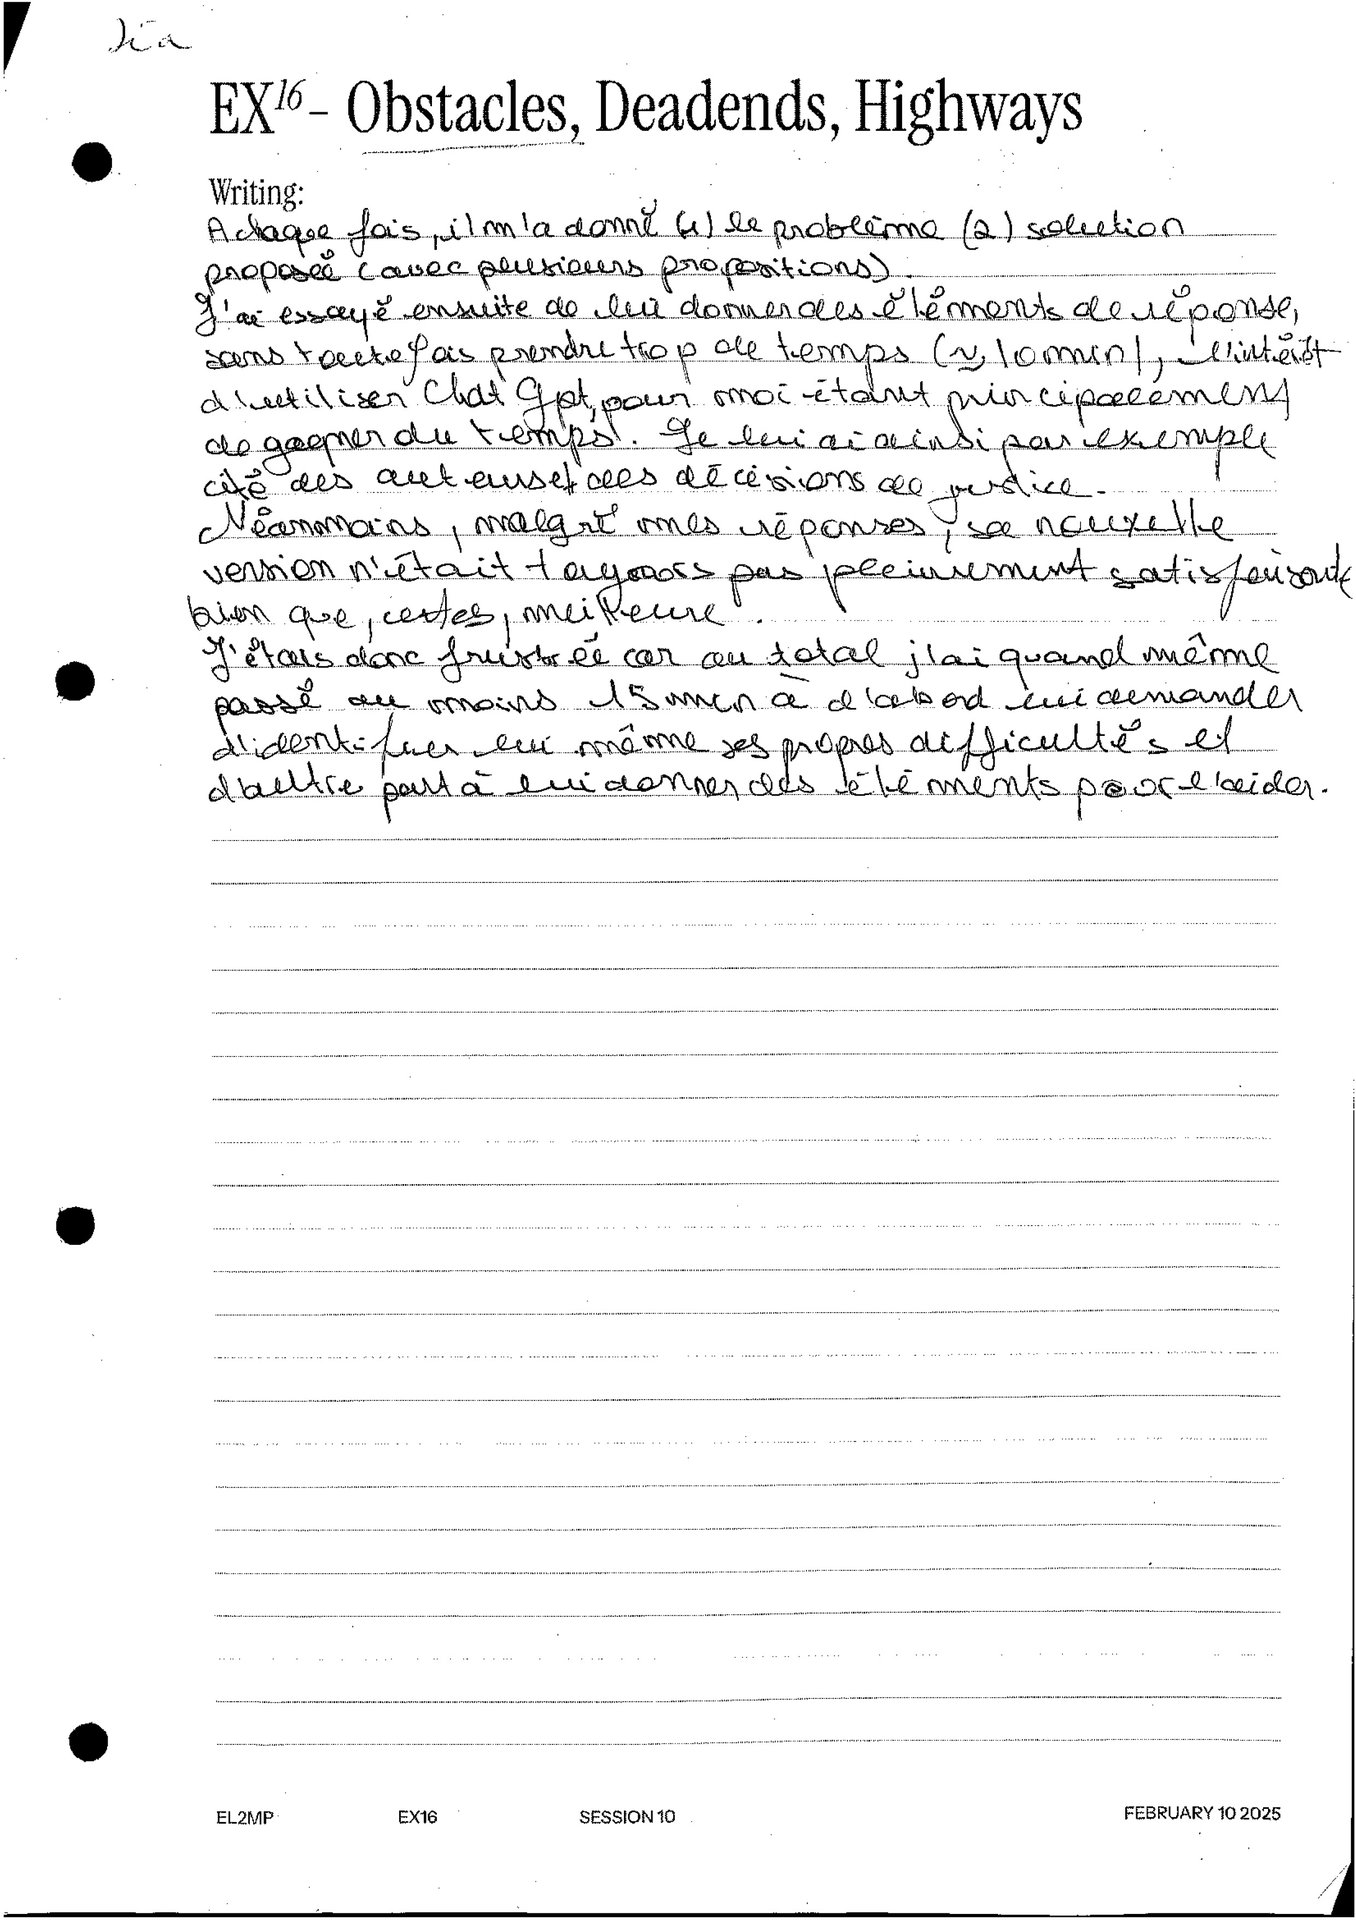 EX16 - Obstacles, Deadends, Highways
Writing:
A chaque fois, il m'a donné (1) le problème (2) solution
proposée (avec plusieurs propositions).
J'ai essayé ensuite de lui donner des éléments de réponse,
sans toutefois prendre trop de temps (≈ 10 min), l'intérêt
d'utiliser Chat Gpt, pour moi étant principalement
de gagner du temps. Je lui ai ainsi par exemple
cité des auteurs et des décisions de justice.
Néanmoins, malgré mes réponses, sa nouvelle
version n'était toujours pas pleinement satisfaisante
bien que, certes, meilleure.
J'étais donc frustrée car au total j'ai quand même
passé au moins 15 min à d'abord lui demander
d'identifier lui même ses propres difficultés et
d'autre part à lui donner des éléments pour l'aider.
EL2MP EX16 SESSION 10 FEBRUARY 10 2025